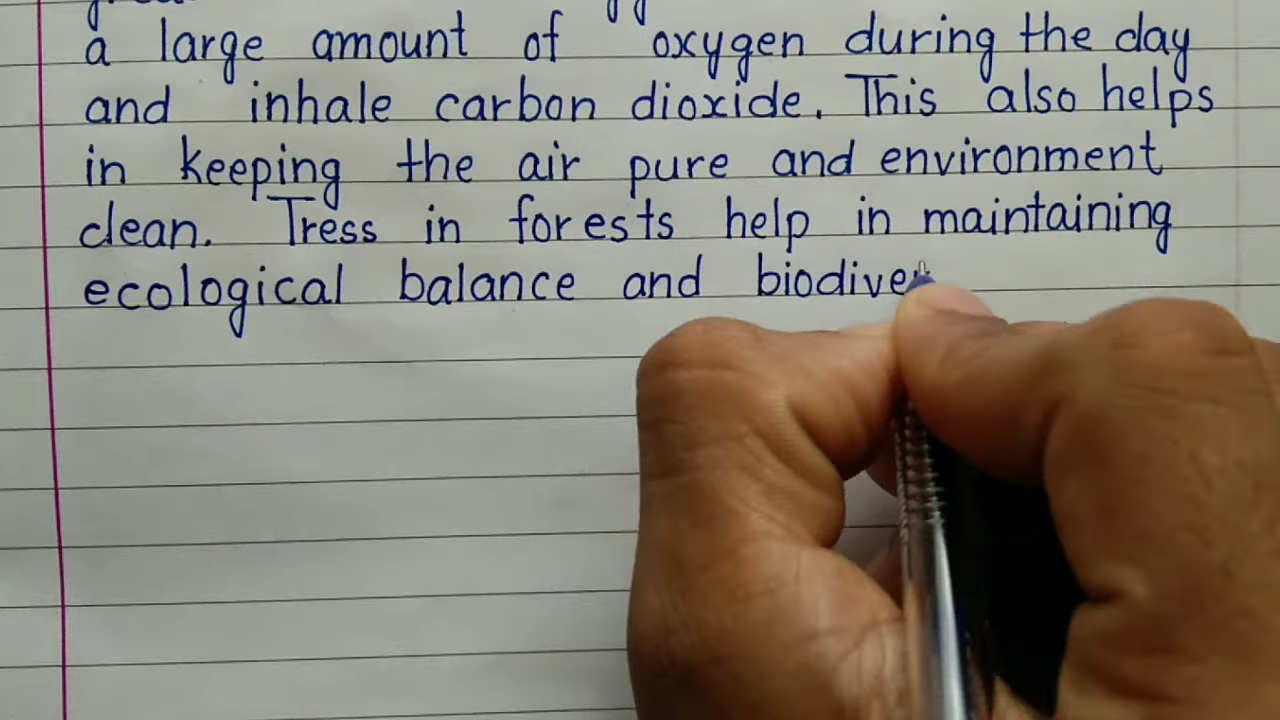 a large amount of oxygen during the day
and inhale carbon dioxide. This also helps
in keeping the air pure and environment
clean. Tress in forests help in maintaining
ecological balance and